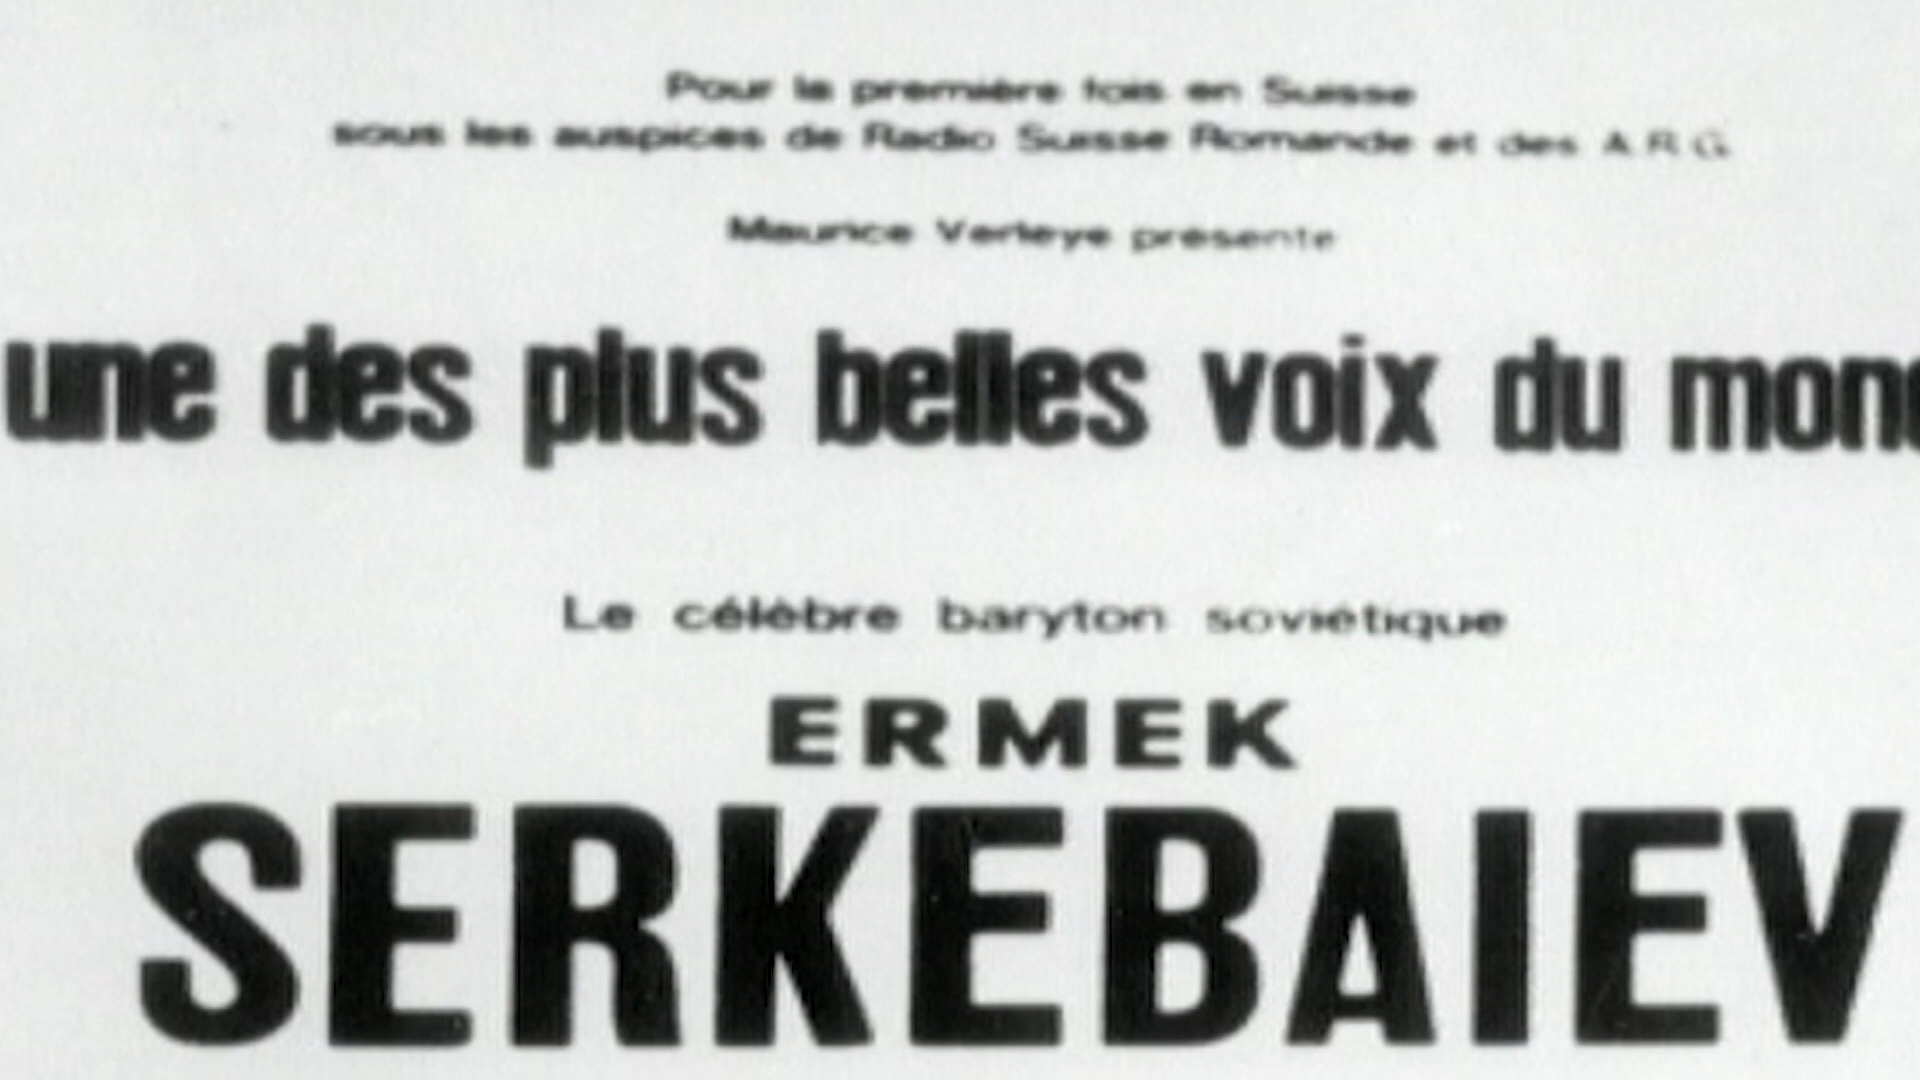 Pour la première fois en Suisse
sous les auspices de Radio Suisse Romande et des A.R.G.
Maurice Verleye présente
une des plus belles voix du mon
Le célèbre baryton soviétique
ERMEK
SERKEBAIEV